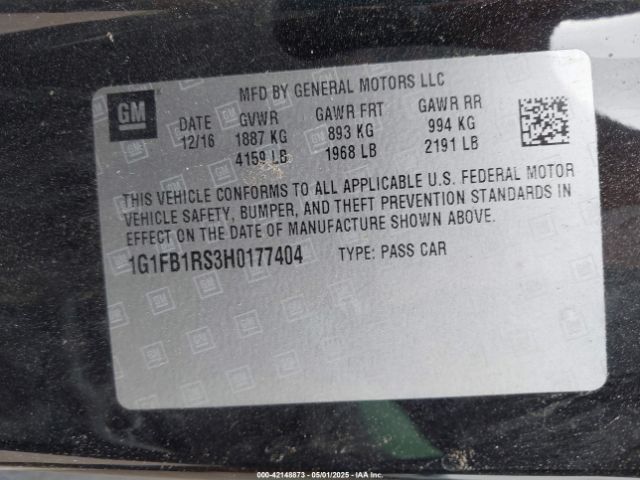 GM
MFD BY GENERAL MOTORS LLC
DATE GVWR GAWR FRT GAWR RR
12/16 1887 KG 893 KG 994 KG
4159 LB 1968 LB 2191 LB
THIS VEHICLE CONFORMS TO ALL APPLICABLE U.S. FEDERAL MOTOR
VEHICLE SAFETY, BUMPER, AND THEFT PREVENTION STANDARDS IN
EFFECT ON THE DATE OF MANUFACTURE SHOWN ABOVE.
1G1FB1RS3H0177404 TYPE: PASS CAR
000-42148873 - 05/01/2025 - IAAI.COM